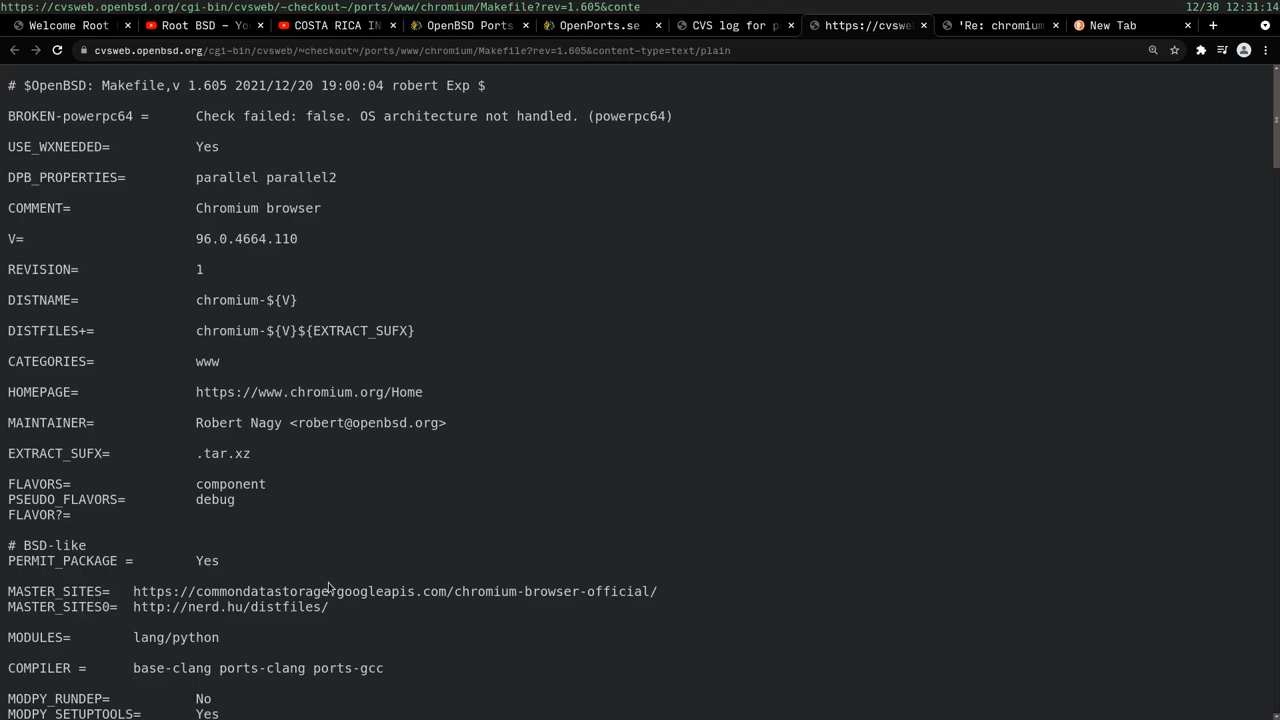 https://cvsweb.openbsd.org/cgi-bin/cvsweb/~checkout~/ports/www/chromium/Makefile?rev=1.605&conte 12/30 12:31:14
Welcome Root Root BSD – Yo COSTA RICA IN OpenBSD Ports OpenPorts.se CVS log for p https://cvswe 'Re: chromium New Tab
cvsweb.openbsd.org/cgi-bin/cvsweb/~checkout~/ports/www/chromium/Makefile?rev=1.605&content-type=text/plain
# $OpenBSD: Makefile,v 1.605 2021/12/20 19:00:04 robert Exp $
BROKEN-powerpc64 = Check failed: false. OS architecture not handled. (powerpc64)
USE_WXNEEDED= Yes
DPB_PROPERTIES= parallel parallel2
COMMENT= Chromium browser
V= 96.0.4664.110
REVISION= 1
DISTNAME= chromium-${V}
DISTFILES+= chromium-${V}${EXTRACT_SUFX}
CATEGORIES= www
HOMEPAGE= https://www.chromium.org/Home
MAINTAINER= Robert Nagy <robert@openbsd.org>
EXTRACT_SUFX= .tar.xz
FLAVORS= component
PSEUDO_FLAVORS= debug
FLAVOR?=
# BSD-like
PERMIT_PACKAGE = Yes
MASTER_SITES= https://commondatastorage.googleapis.com/chromium-browser-official/
MASTER_SITES0= http://nerd.hu/distfiles/
MODULES= lang/python
COMPILER = base-clang ports-clang ports-gcc
MODPY_RUNDEP= No
MODPY_SETUPTOOLS= Yes